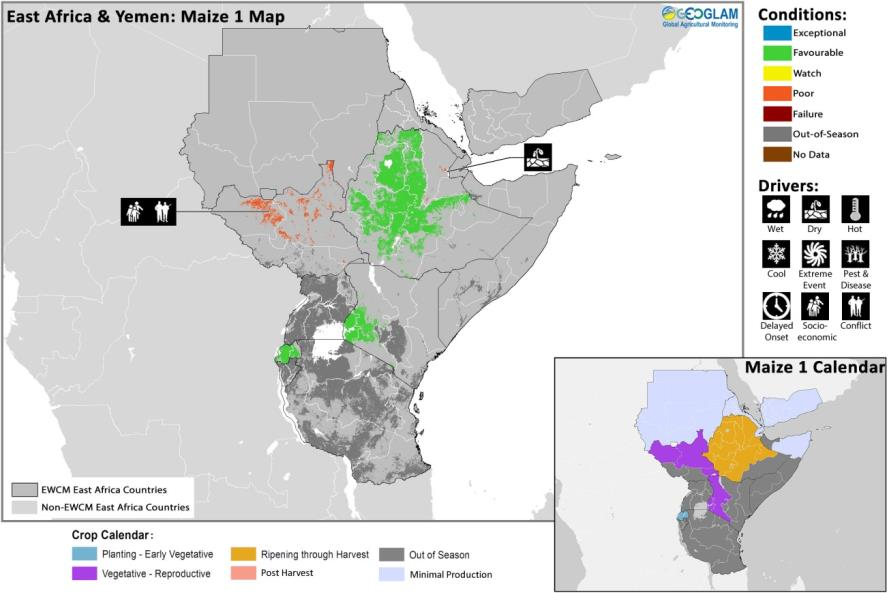 East Africa & Yemen: Maize 1 Map
GEOGLAM
Global Agricultural Monitoring
Conditions:
Exceptional
Favourable
Watch
Poor
Failure
Out-of-Season
No Data
Drivers:
Wet
Dry
Hot
Cool
Extreme
Event
Pest &
Disease
Delayed
Onset
Socio-
economic
Conflict
Maize 1 Calendar
EWCM East Africa Countries
Non-EWCM East Africa Countries
Crop Calendar:
Planting - Early Vegetative
Ripening through Harvest
Out of Season
Vegetative - Reproductive
Post Harvest
Minimal Production